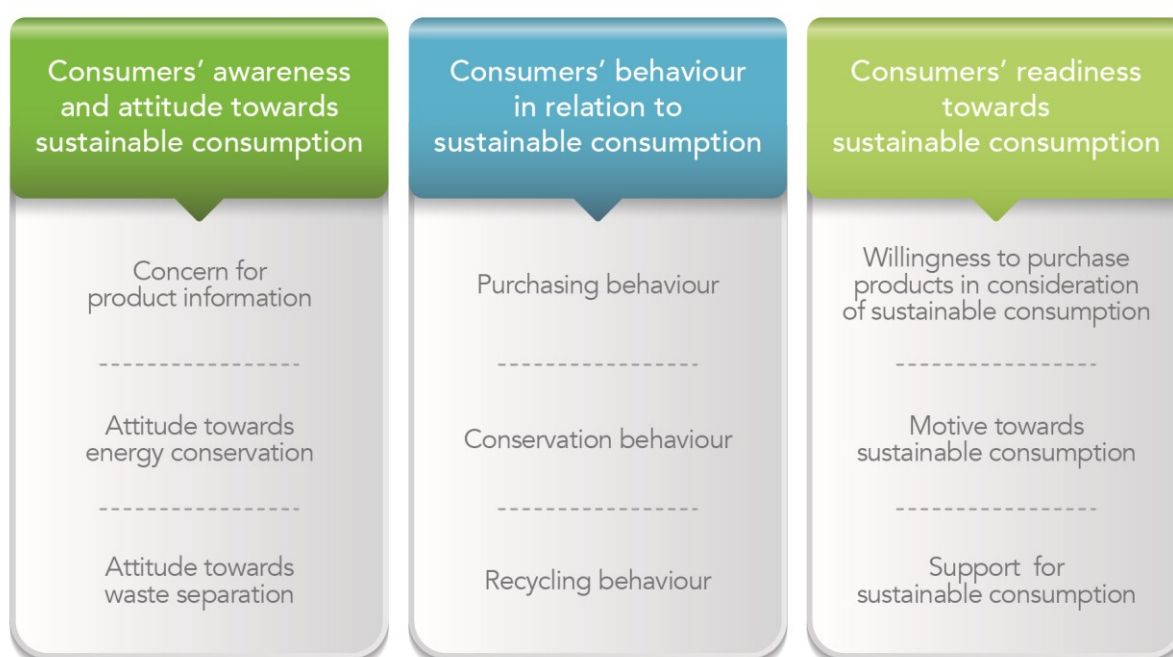 Consumers’ awareness
and attitude towards
sustainable consumption
Concern for
product information
Attitude towards
energy conservation
Attitude towards
waste separation
Consumers’ behaviour
in relation to
sustainable consumption
Purchasing behaviour
Conservation behaviour
Recycling behaviour
Consumers’ readiness
towards
sustainable consumption
Willingness to purchase
products in consideration
of sustainable consumption
Motive towards
sustainable consumption
Support for
sustainable consumption